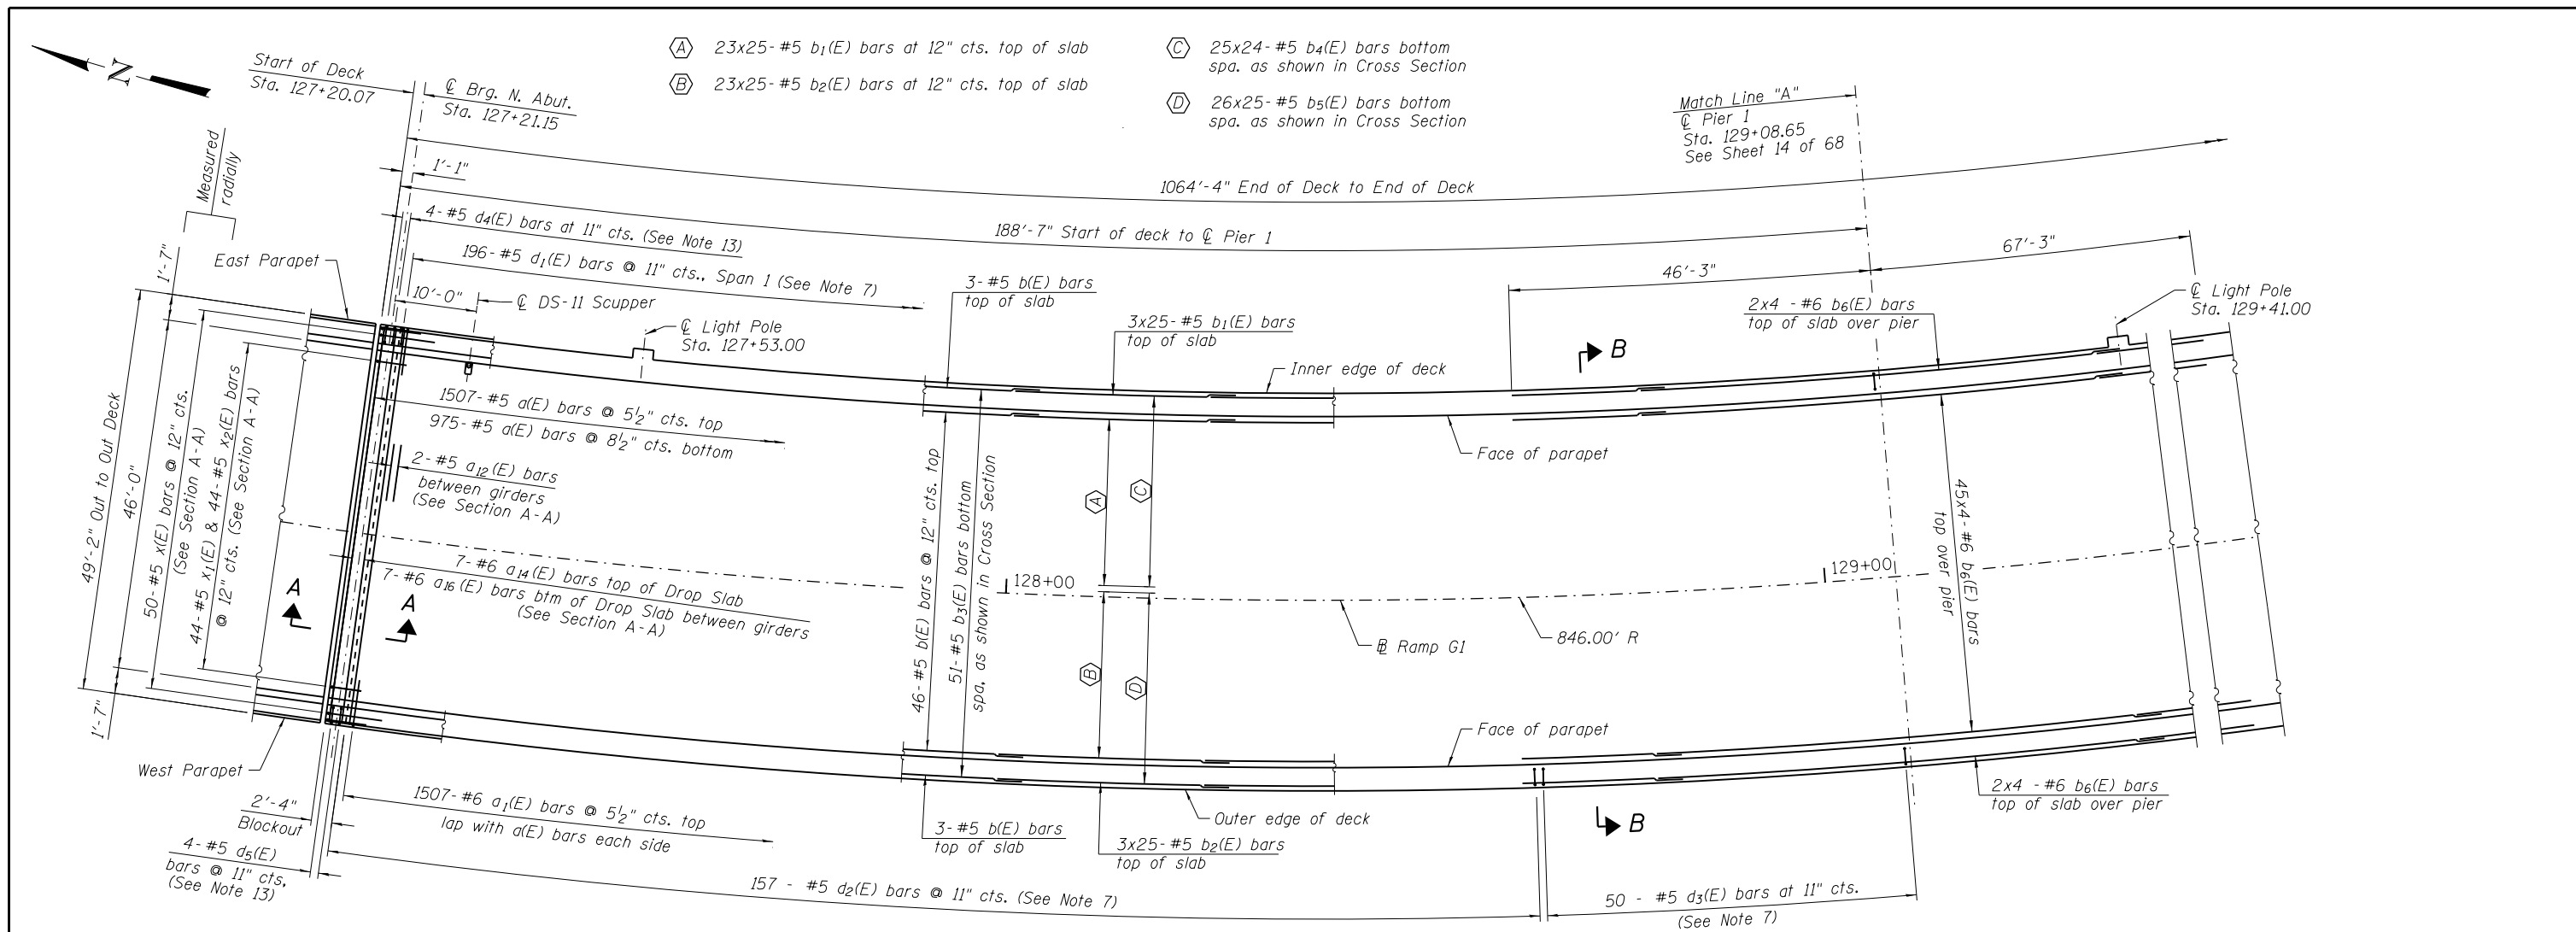 N
Start of Deck
Sta. 127+20.07
℄ Brg. N. Abut.
Sta. 127+21.15
A 23x25-#5 b1(E) bars at 12" cts. top of slab
B 23x25-#5 b2(E) bars at 12" cts. top of slab
C 25x24-#5 b4(E) bars bottom
spa. as shown in Cross Section
D 26x25-#5 b5(E) bars bottom
spa. as shown in Cross Section
Match Line "A"
℄ Pier 1
Sta. 129+08.65
See Sheet 14 of 68
Measured
radially
1'-1"
1064'-4" End of Deck to End of Deck
4-#5 d4(E) bars at 11" cts. (See Note 13)
188'-7" Start of deck to ℄ Pier 1
196-#5 d1(E) bars @ 11" cts., Span 1 (See Note 7)
46'-3"
67'-3"
East Parapet
1'-7"
10'-0"
℄ DS-11 Scupper
℄ Light Pole
Sta. 127+53.00
3-#5 b(E) bars
top of slab
3x25-#5 b1(E) bars
top of slab
Inner edge of deck
B
2x4 -#6 b6(E) bars
top of slab over pier
℄ Light Pole
Sta. 129+41.00
49'-2" Out to Out Deck
46'-0"
50-#5 x(E) bars @ 12" cts.
(See Section A-A)
44-#5 x1(E) & 44-#5 x2(E) bars
@ 12" cts. (See Section A-A)
1507-#5 a(E) bars @ 5½" cts. top
975-#5 a(E) bars @ 8½" cts. bottom
2-#5 a12(E) bars
between girders
(See Section A-A)
7-#6 a14(E) bars top of Drop Slab
7-#6 a16(E) bars btm of Drop Slab between girders
(See Section A-A)
A
A
46-#5 b(E) bars @ 12" cts. top
51-#5 b3(E) bars bottom
spa. as shown in Cross Section
A
C
B
D
Face of parapet
128+00
129+00
℄ Ramp G1
846.00' R
45x4-#6 b6(E) bars
top over pier
1'-7"
West Parapet
2'-4"
Blockout
4-#5 d5(E)
bars @ 11" cts,
(See Note 13)
1507-#6 a1(E) bars @ 5½" cts. top
lap with a(E) bars each side
3-#5 b(E) bars
top of slab
3x25-#5 b2(E) bars
top of slab
Outer edge of deck
Face of parapet
B
2x4 -#6 b6(E) bars
top of slab over pier
157 - #5 d2(E) bars @ 11" cts. (See Note 7)
50 - #5 d3(E) bars at 11" cts.
(See Note 7)